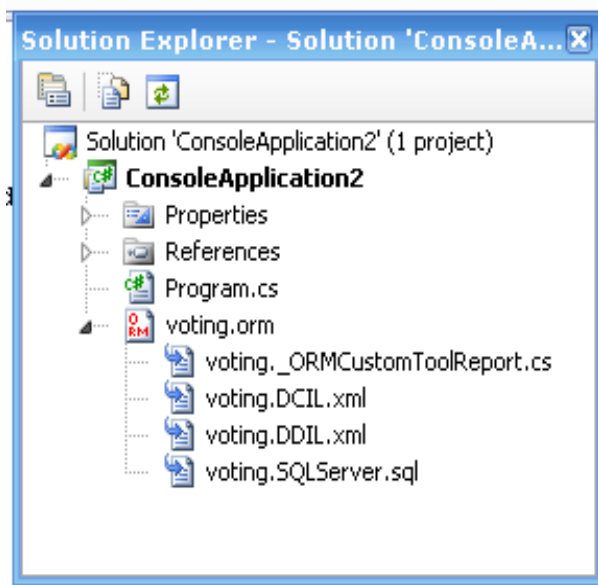 Solution Explorer - Solution 'ConsoleA...
Solution 'ConsoleApplication2' (1 project)
C# ConsoleApplication2
Properties
References
C# Program.cs
ORM voting.orm
voting._ORMCustomToolReport.cs
voting.DCIL.xml
voting.DDIL.xml
voting.SQLServer.sql